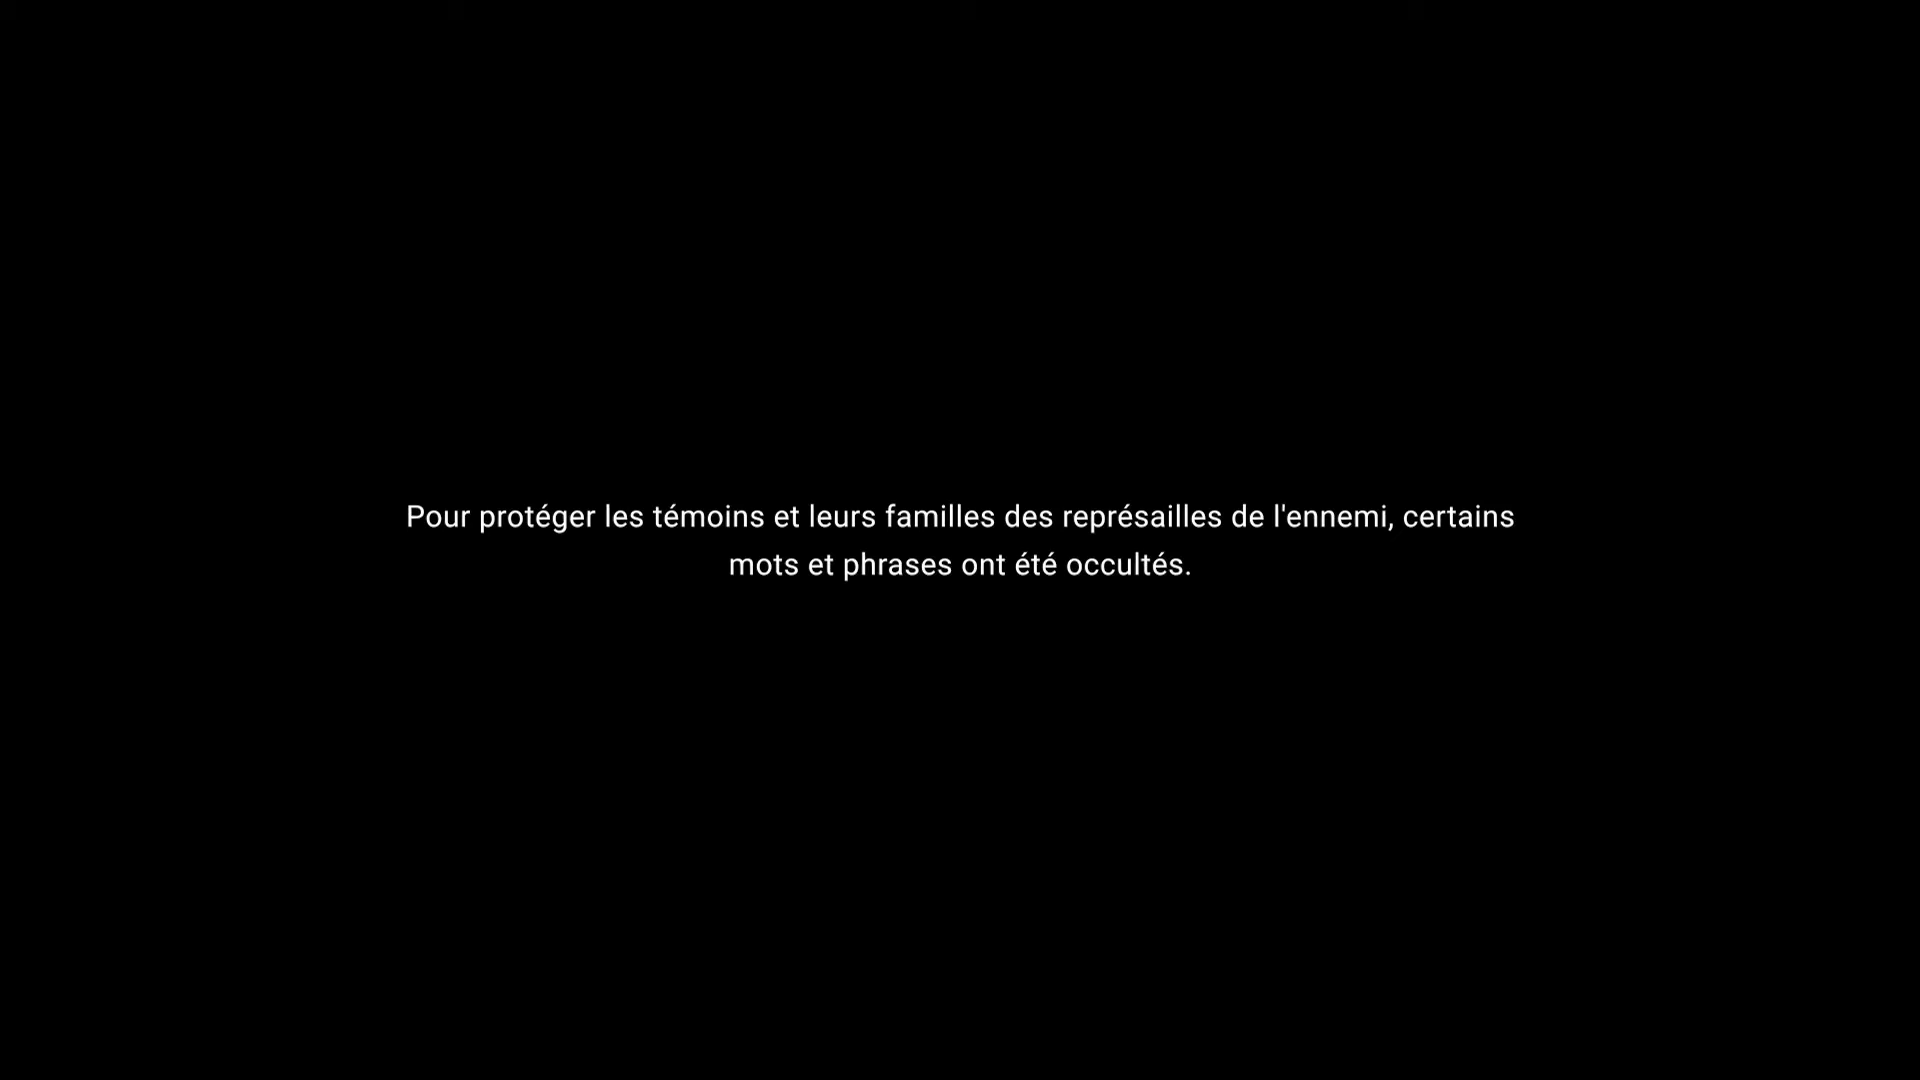 Pour protéger les témoins et leurs familles des représailles de l'ennemi, certains
mots et phrases ont été occultés.